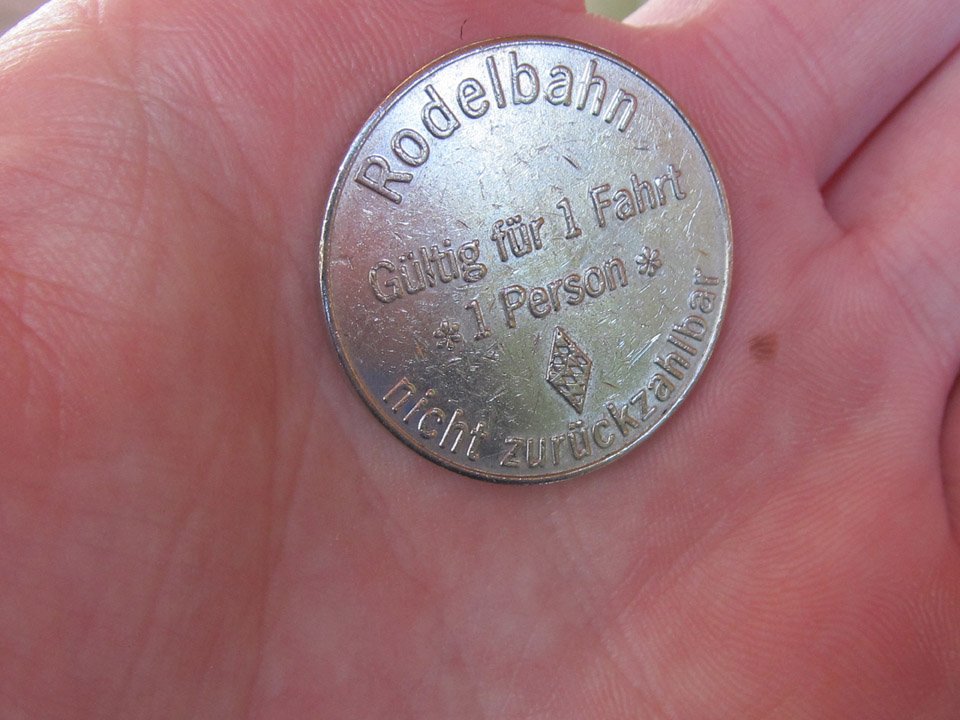 Rodelbahn
Gültig für 1 Fahrt
* 1 Person *
nicht zurückzahlbar